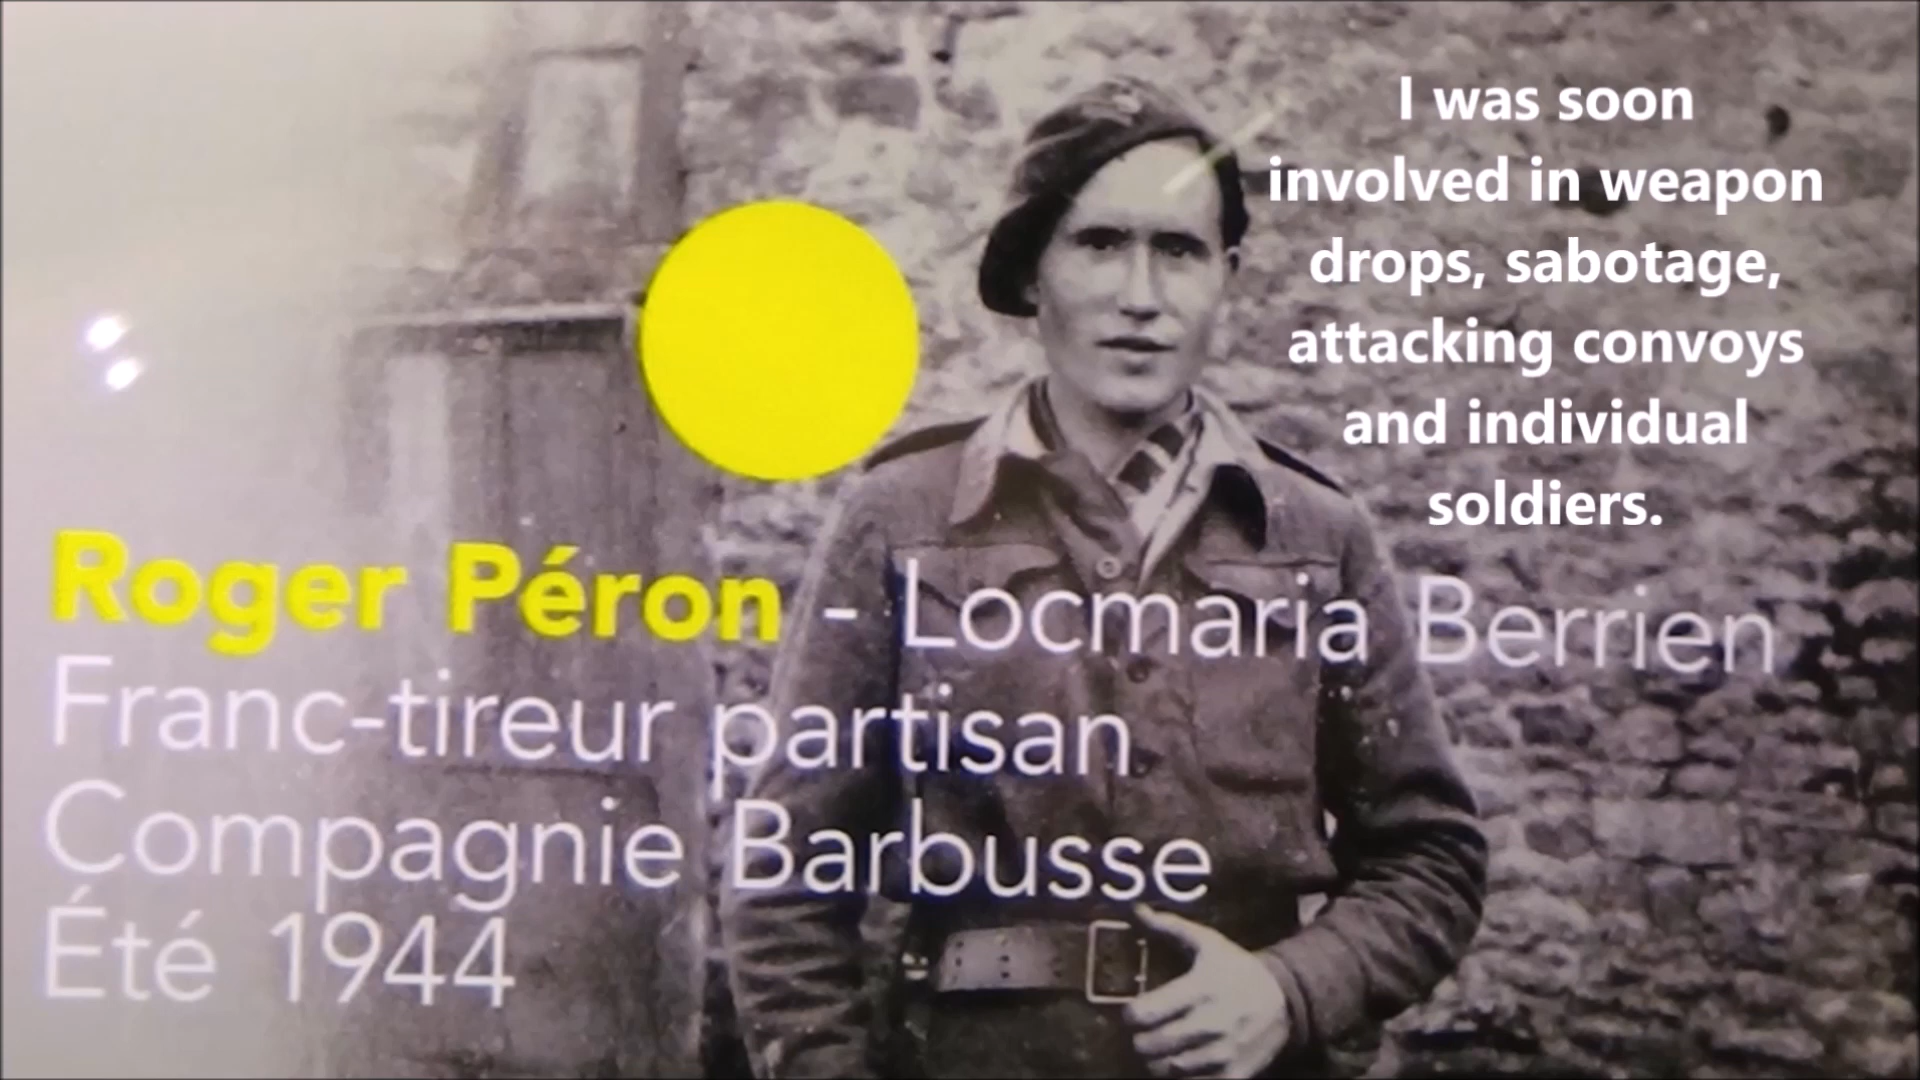 I was soon
involved in weapon
drops, sabotage,
attacking convoys
and individual
soldiers.
Roger Péron - Locmaria Berrien
Franc-tireur partisan
Compagnie Barbusse
Été 1944